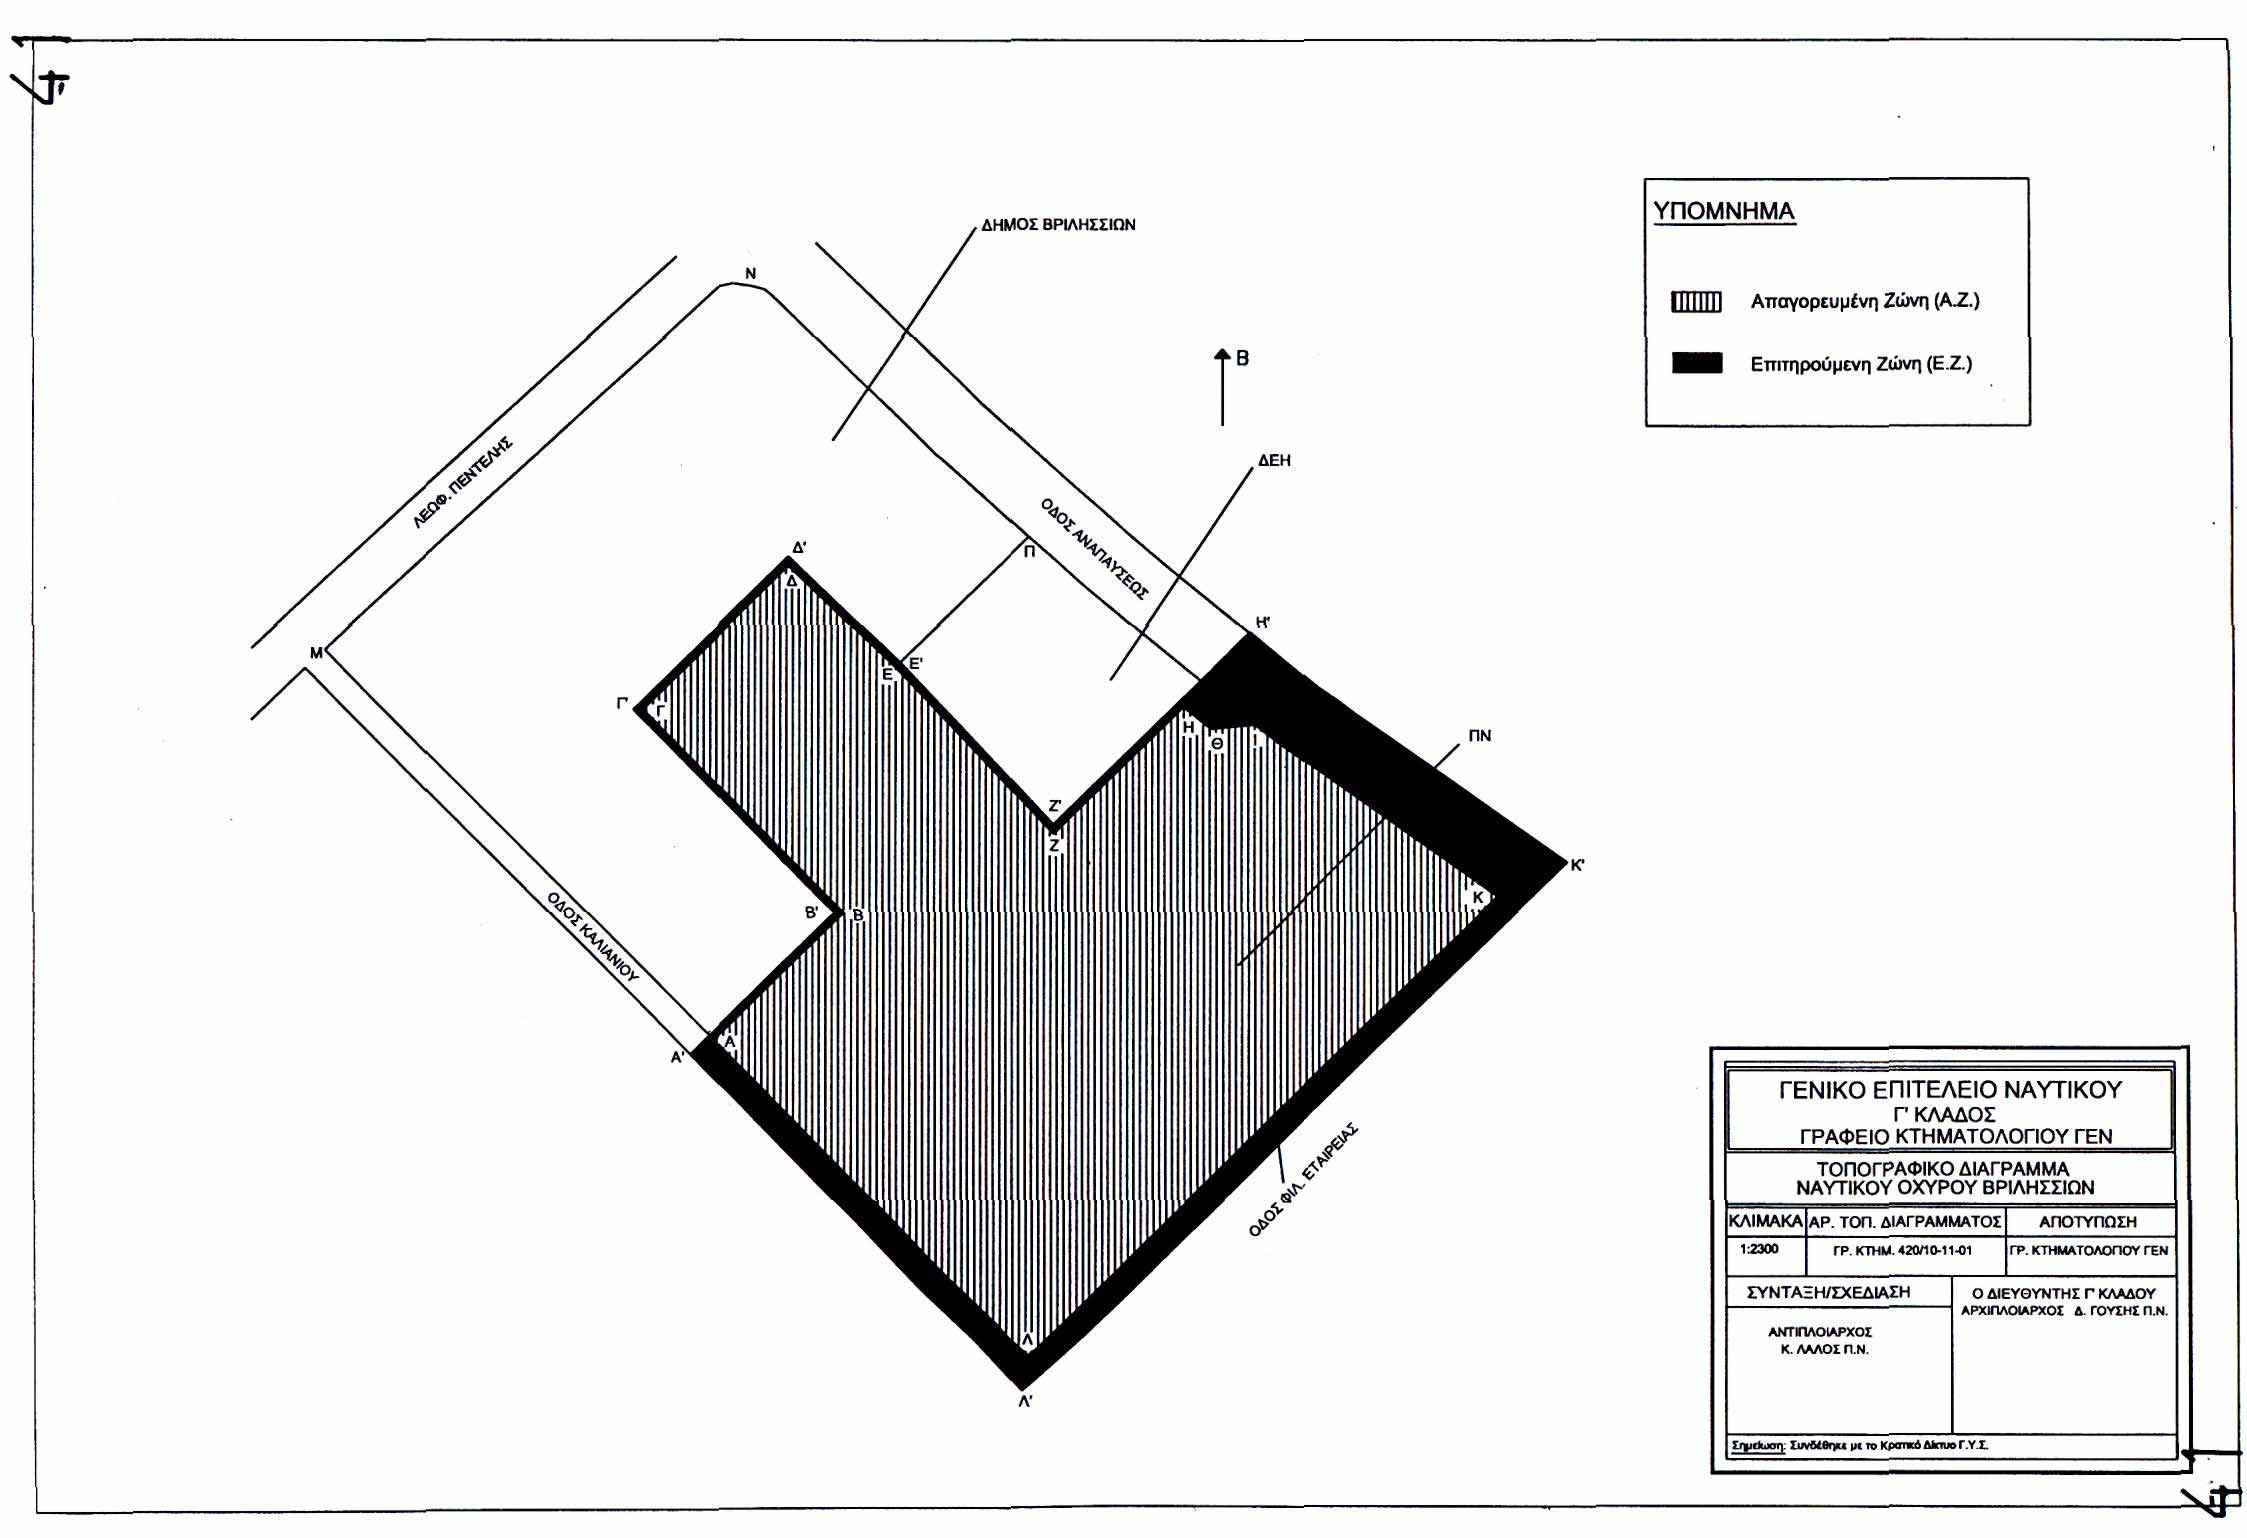 ΥΠΟΜΝΗΜΑ
Απαγορευμένη Ζώνη (Α.Ζ.)
Επιτηρούμενη Ζώνη (Ε.Ζ.)
ΔΗΜΟΣ ΒΡΙΛΗΣΣΙΩΝ
Ν
Β
ΔΕΗ
ΛΕΩΦ. ΠΕΝΤΕΛΗΣ
ΟΔΟΣ ΑΝΑΠΑΥΣΕΩΣ
Π
Δ'
Δ
Η'
Μ
Ε'
Ε
Γ'
Γ
Η
Θ
Ι
ΠΝ
Ζ'
Ζ
Κ'
Κ
Β'
Β
ΟΔΟΣ ΚΑΛΙΑΝΙΟΥ
Α'
Α
ΟΔΟΣ ΦΙΛ. ΕΤΑΙΡΕΙΑΣ
Λ
Λ'
ΓΕΝΙΚΟ ΕΠΙΤΕΛΕΙΟ ΝΑΥΤΙΚΟΥ
Γ' ΚΛΑΔΟΣ
ΓΡΑΦΕΙΟ ΚΤΗΜΑΤΟΛΟΓΙΟΥ ΓΕΝ
ΤΟΠΟΓΡΑΦΙΚΟ ΔΙΑΓΡΑΜΜΑ
ΝΑΥΤΙΚΟΥ ΟΧΥΡΟΥ ΒΡΙΛΗΣΣΙΩΝ
ΚΛΙΜΑΚΑ ΑΡ. ΤΟΠ. ΔΙΑΓΡΑΜΜΑΤΟΣ ΑΠΟΤΥΠΩΣΗ
1:2300 ΓΡ. ΚΤΗΜ. 420/10-11-01 ΓΡ. ΚΤΗΜΑΤΟΛΟΓΙΟΥ ΓΕΝ
ΣΥΝΤΑΞΗ/ΣΧΕΔΙΑΣΗ
ΑΝΤΙΠΛΟΙΑΡΧΟΣ
Κ. ΛΑΛΟΣ Π.Ν.
Ο ΔΙΕΥΘΥΝΤΗΣ Γ' ΚΛΑΔΟΥ
ΑΡΧΙΠΛΟΙΑΡΧΟΣ Δ. ΓΟΥΣΗΣ Π.Ν.
Σημείωση: Συνδέθηκε με το Κρατικό Δίκτυο Γ.Υ.Σ.